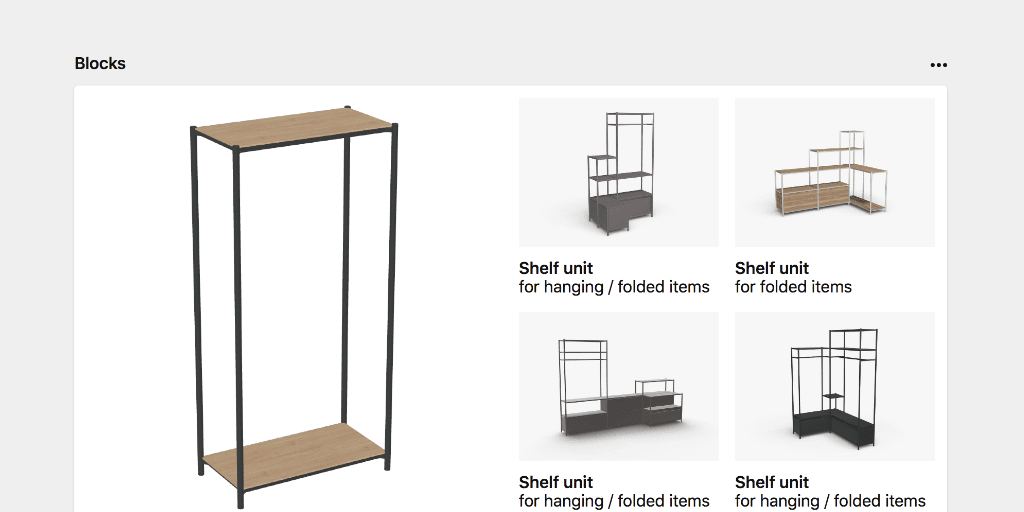 Blocks
Shelf unit
for hanging / folded items
Shelf unit
for folded items
Shelf unit
for hanging / folded items
Shelf unit
for hanging / folded items